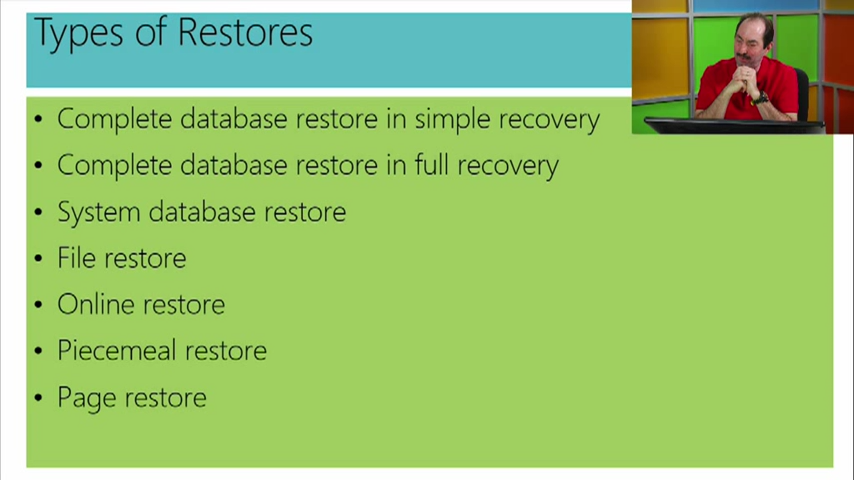 Types of Restores
• Complete database restore in simple recovery
• Complete database restore in full recovery
• System database restore
• File restore
• Online restore
• Piecemeal restore
• Page restore